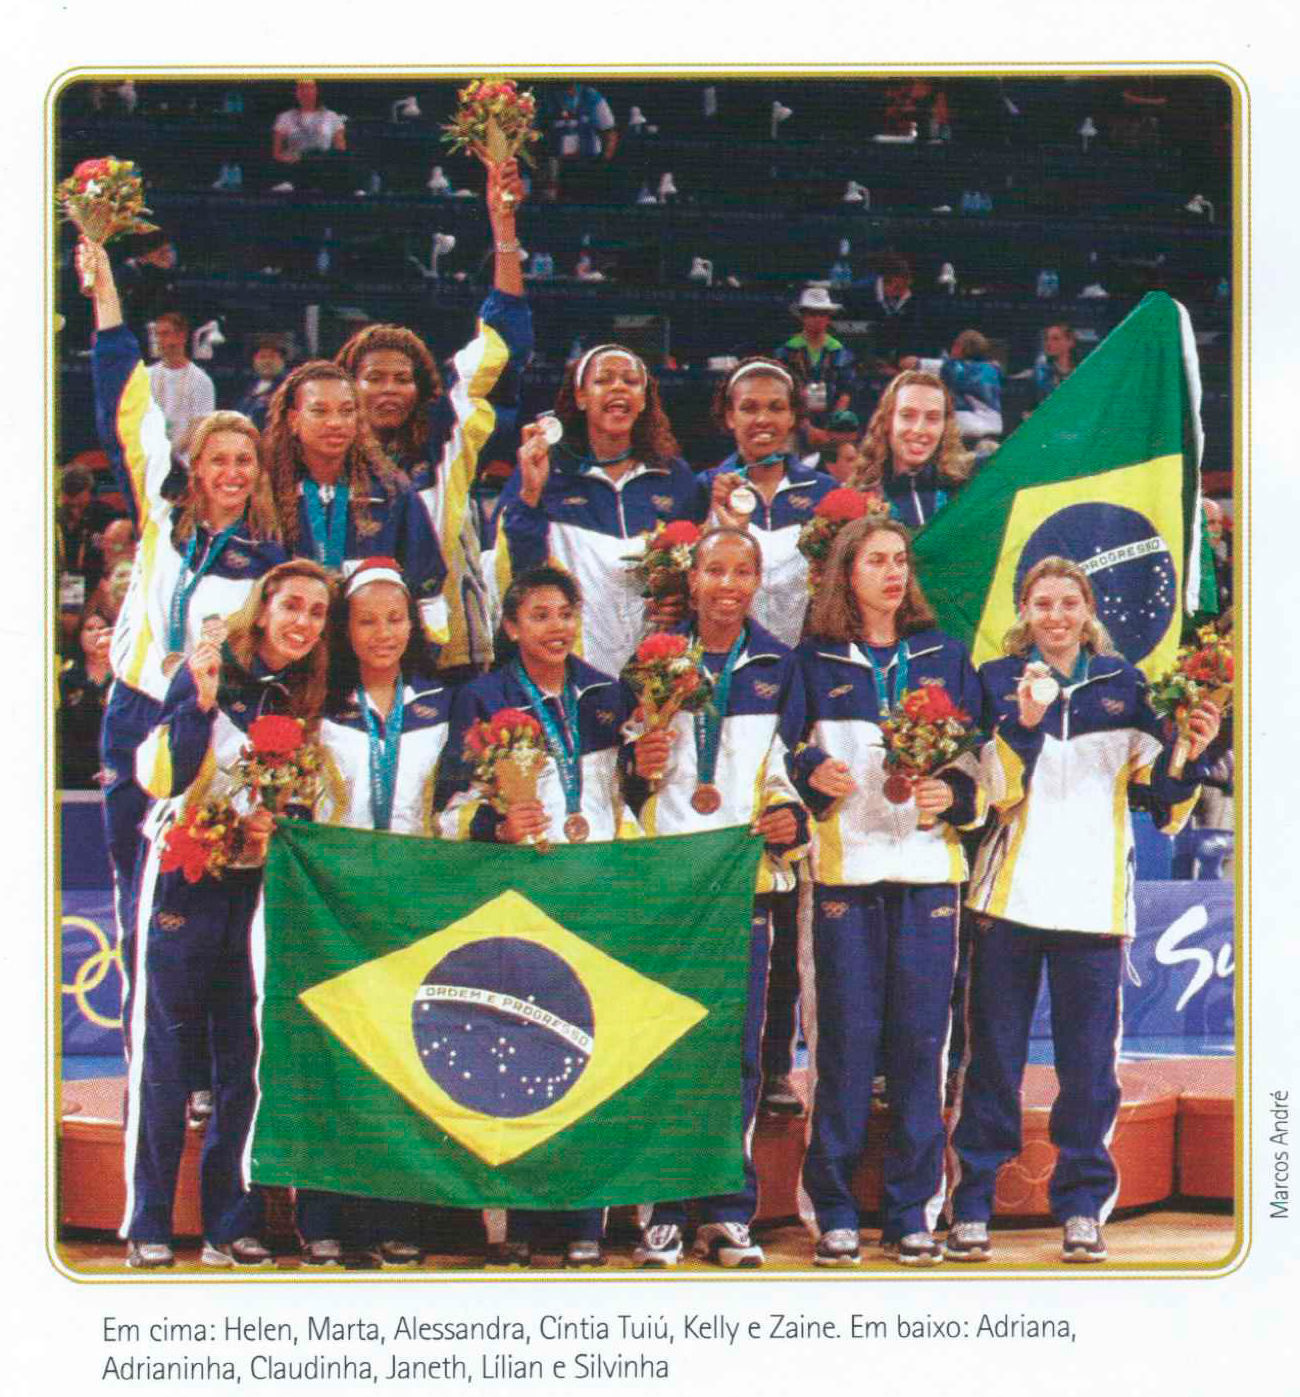 PROGRESSO
ORDEM E PROGRESSO
Marcos André
Em cima: Helen, Marta, Alessandra, Cíntia Tuiú, Kelly e Zaine. Em baixo: Adriana,
Adrianinha, Claudinha, Janeth, Lílian e Silvinha